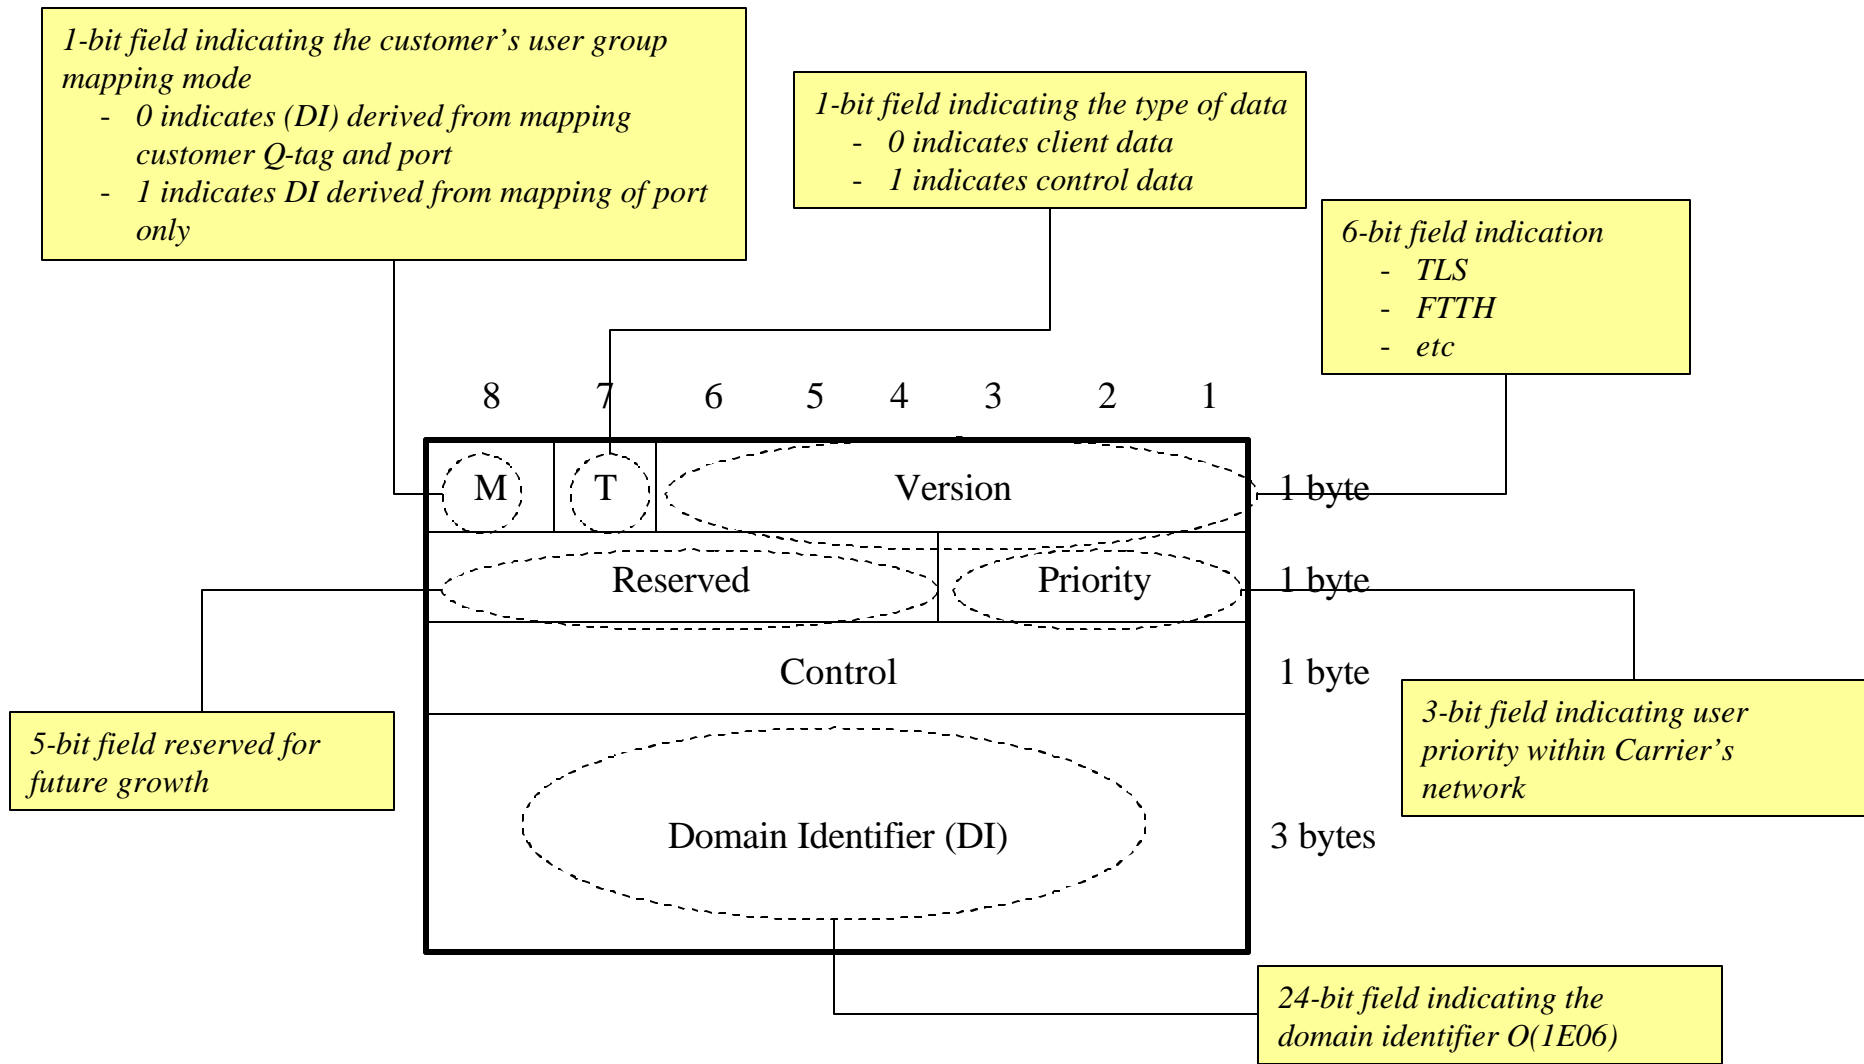 1-bit field indicating the customer's user group
mapping mode
- 0 indicates (DI) derived from mapping
customer Q-tag and port
- 1 indicates DI derived from mapping of port
only
1-bit field indicating the type of data
- 0 indicates client data
- 1 indicates control data
6-bit field indication
- TLS
- FTTH
- etc
8 7 6 5 4 3 2 1
M T Version 1 byte
Reserved Priority 1 byte
Control 1 byte
5-bit field reserved for
future growth
3-bit field indicating user
priority within Carrier's
network
Domain Identifier (DI) 3 bytes
24-bit field indicating the
domain identifier O(1E06)